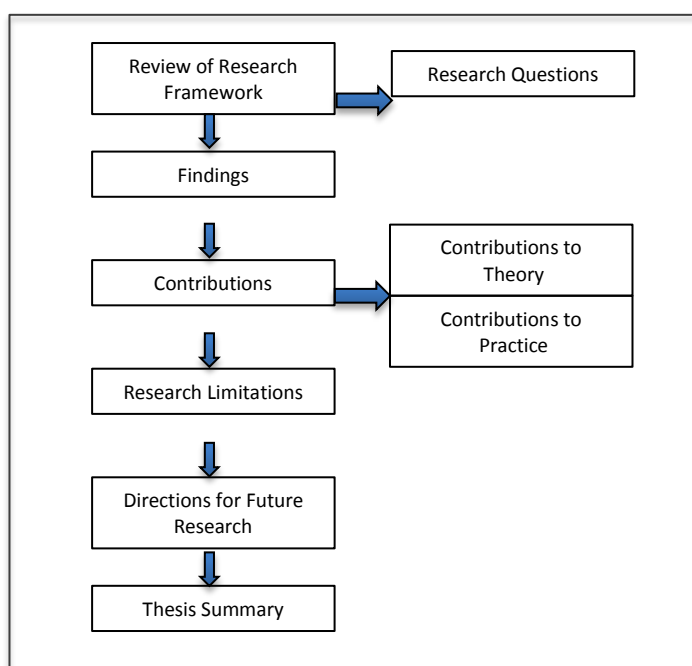 Review of Research
Framework
Research Questions
Findings
Contributions
Contributions to
Theory
Contributions to
Practice
Research Limitations
Directions for Future
Research
Thesis Summary